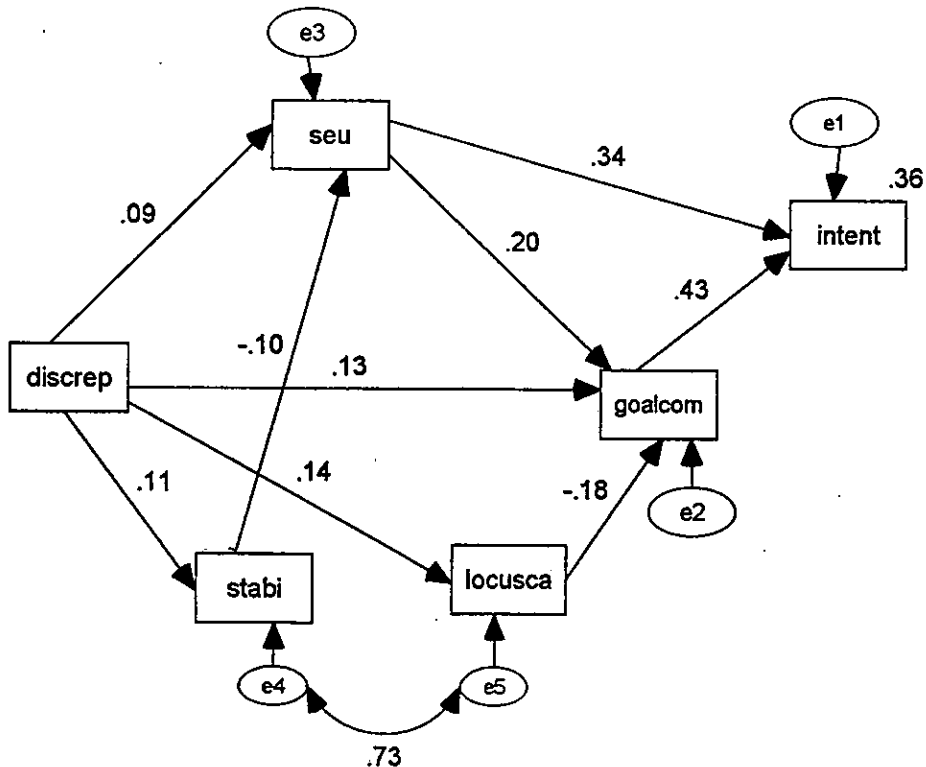 e3
seu
e1
.34
.36
intent
.09
.20
.43
-.10
discrep
.13
goalcom
.11
.14
-.18
e2
stabi
locusca
e4
e5
.73